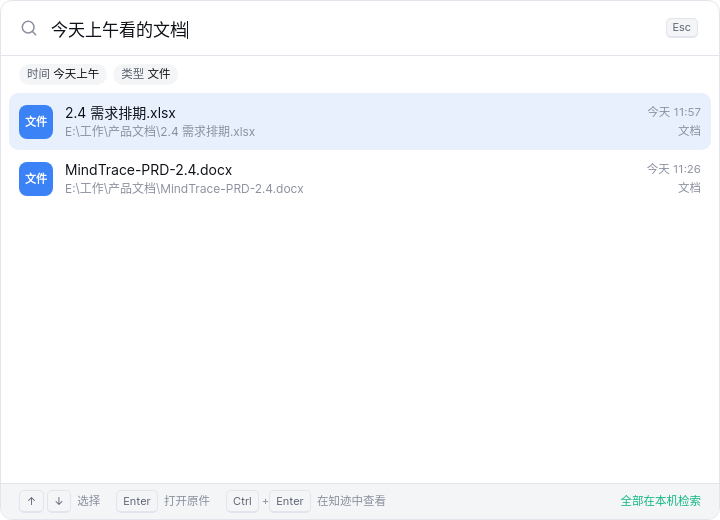 今天上午看的文档
Esc
时间 今天上午 类型 文件
文件
2.4 需求排期.xlsx
今天 11:57
E:\工作\产品文档\2.4 需求排期.xlsx
文档
文件
MindTrace-PRD-2.4.docx
今天 11:26
E:\工作\产品文档\MindTrace-PRD-2.4.docx
文档
↑ ↓ 选择 Enter 打开原件 Ctrl + Enter 在知迹中查看
全部在本机检索